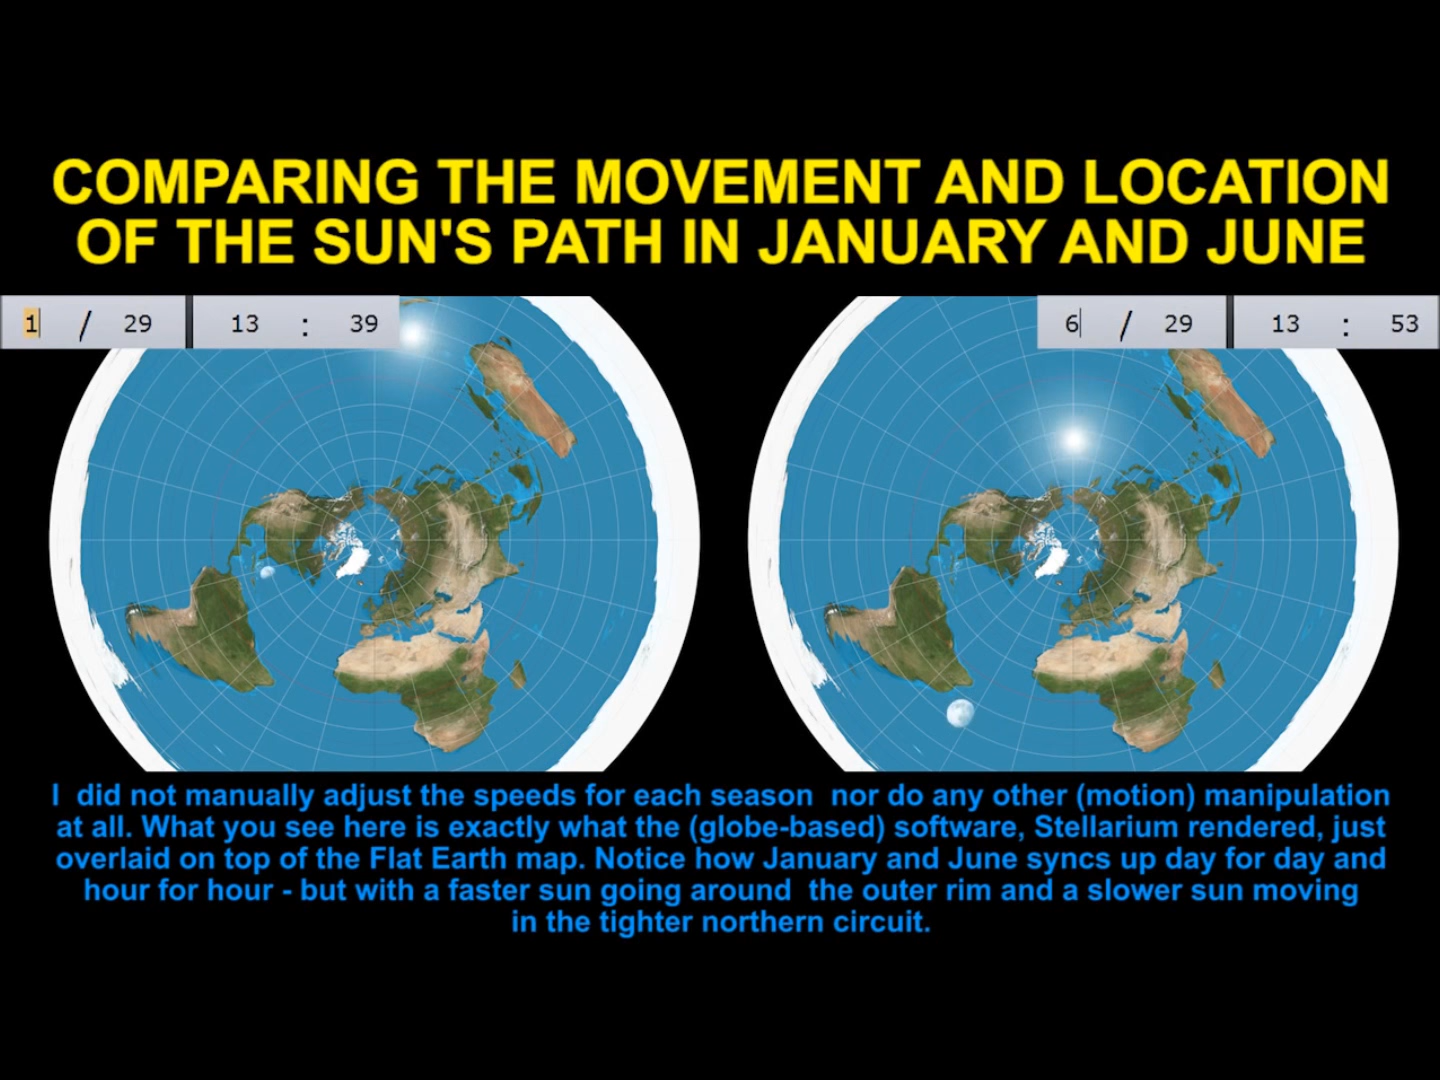 COMPARING THE MOVEMENT AND LOCATION
OF THE SUN'S PATH IN JANUARY AND JUNE
1 / 29 13 : 39
6 / 29 13 : 53
I did not manually adjust the speeds for each season nor do any other (motion) manipulation
at all. What you see here is exactly what the (globe-based) software, Stellarium rendered, just
overlaid on top of the Flat Earth map. Notice how January and June syncs up day for day and
hour for hour - but with a faster sun going around the outer rim and a slower sun moving
in the tighter northern circuit.